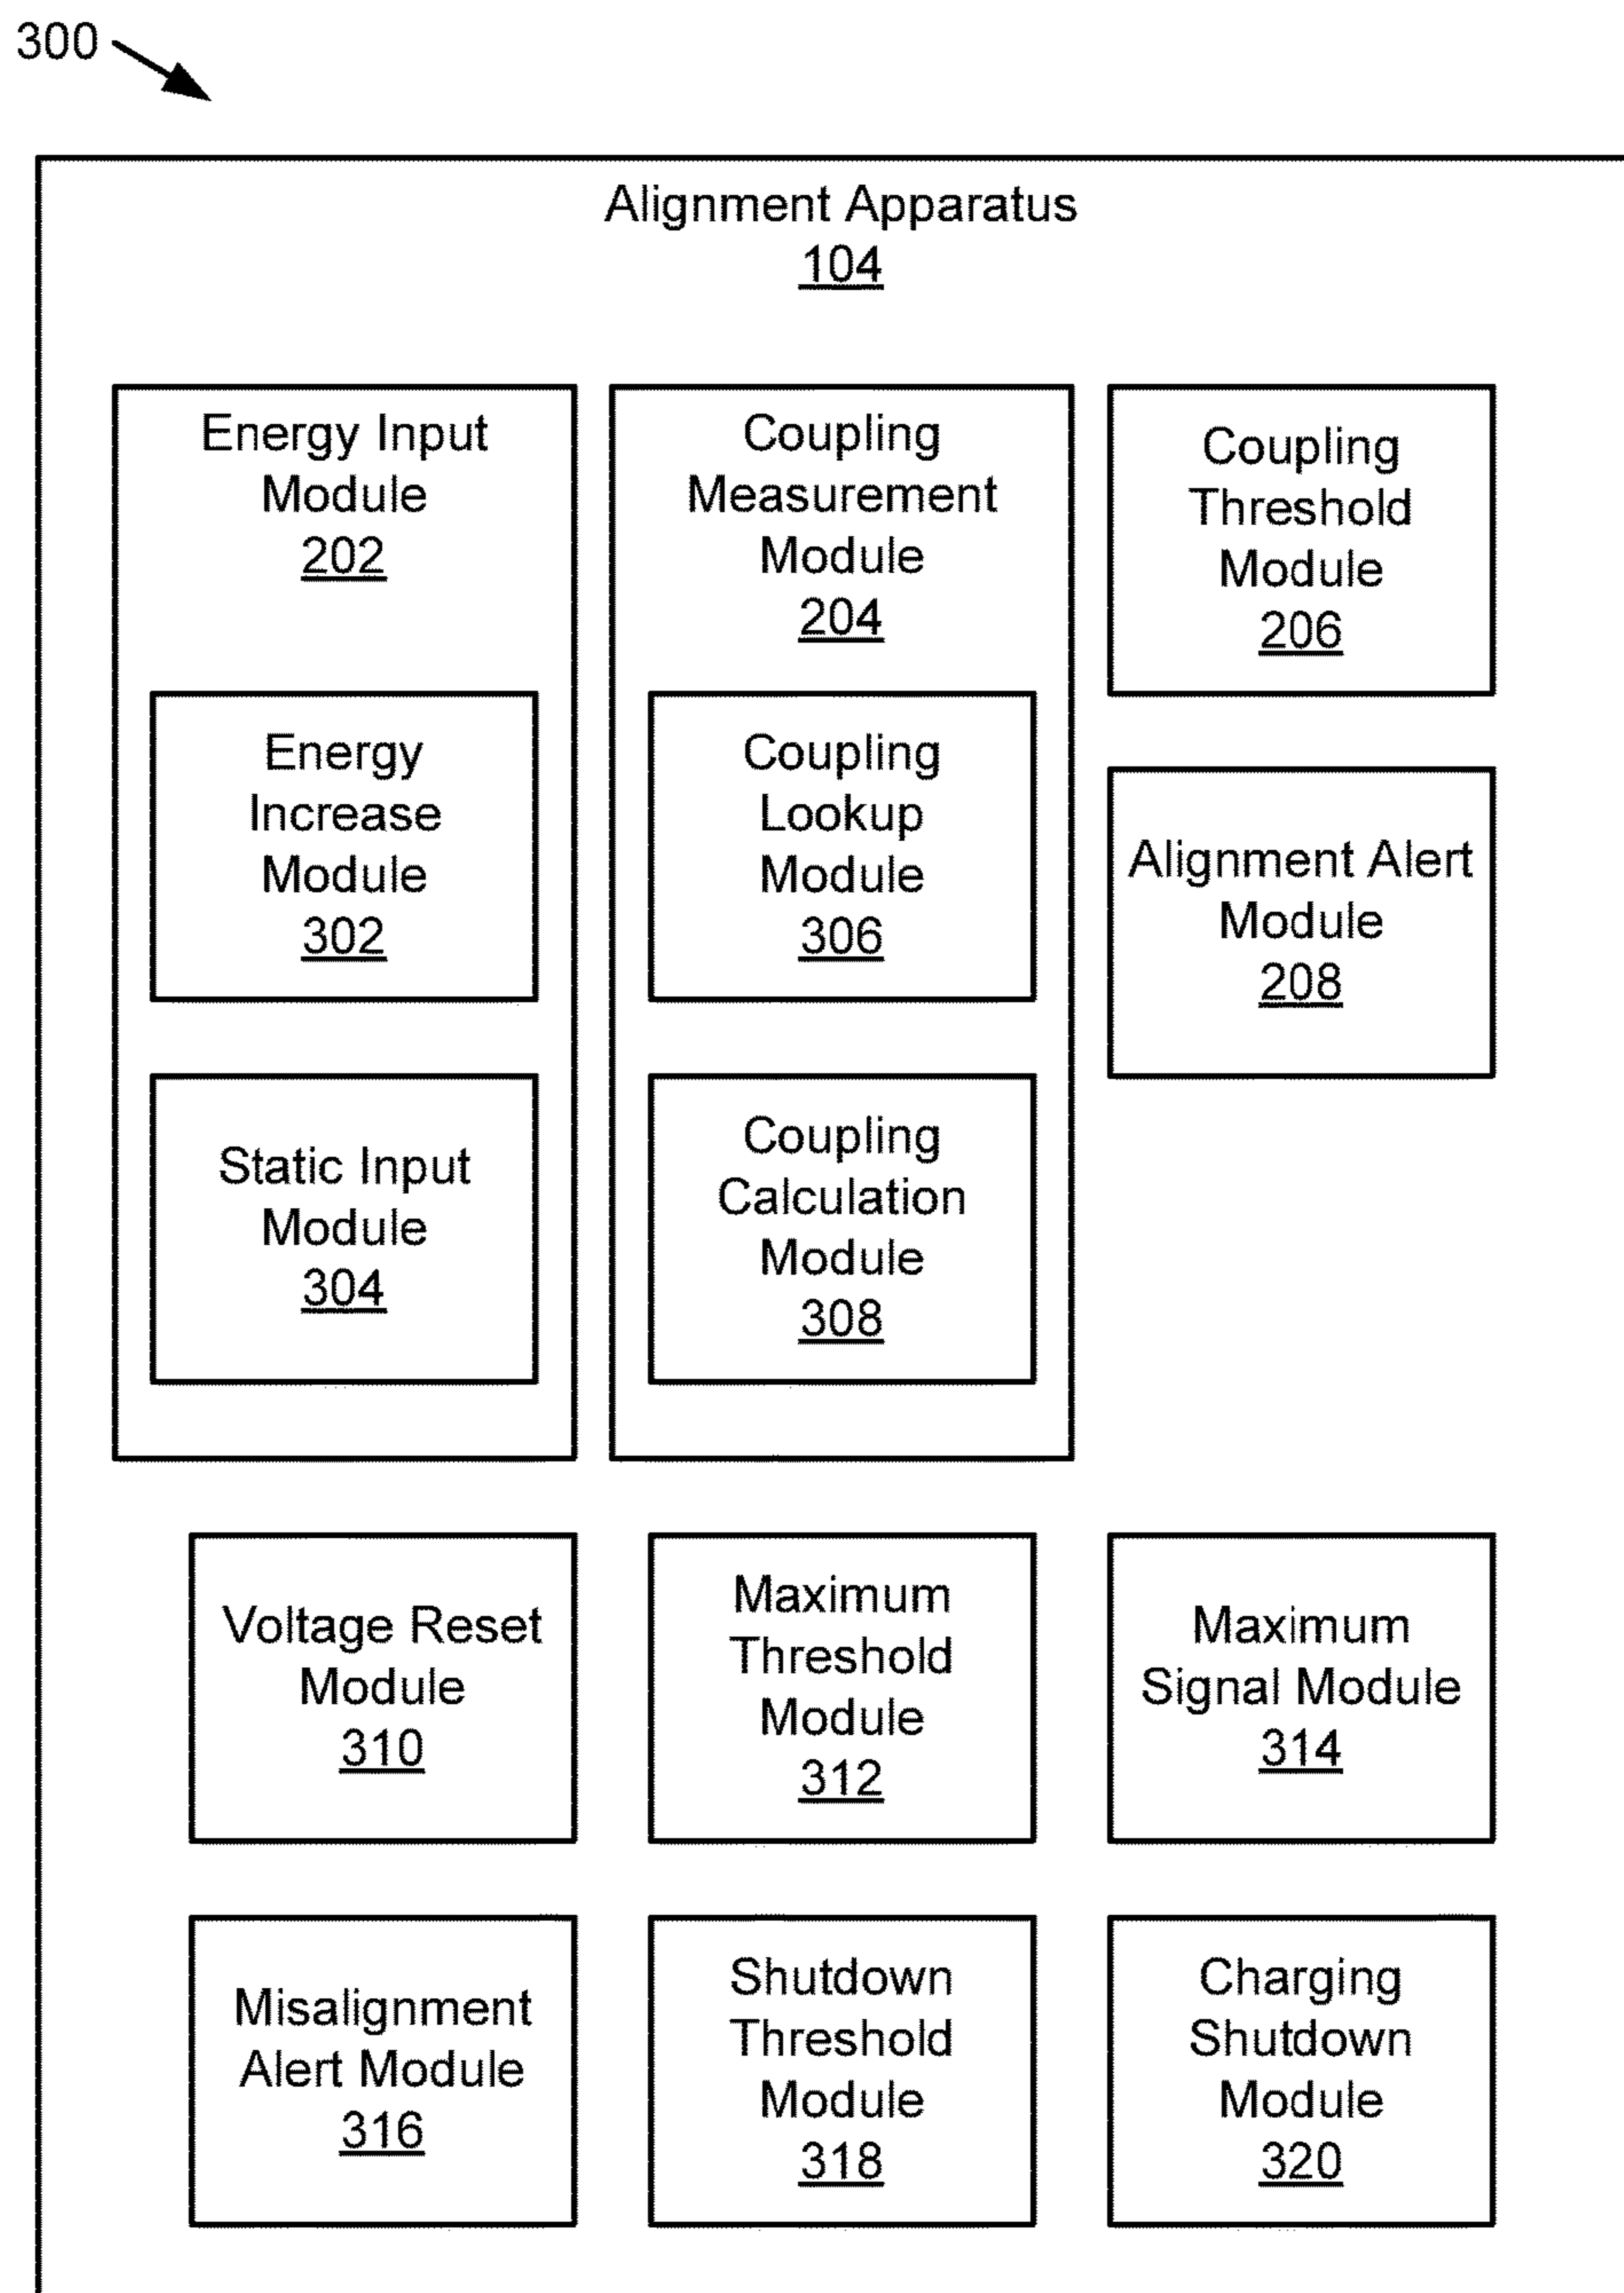 300
Alignment Apparatus
104
Energy Input
Module
202
Energy
Increase
Module
302
Static Input
Module
304
Coupling
Measurement
Module
204
Coupling
Lookup
Module
306
Coupling
Calculation
Module
308
Coupling
Threshold
Module
206
Alignment Alert
Module
208
Voltage Reset
Module
310
Maximum
Threshold
Module
312
Maximum
Signal Module
314
Misalignment
Alert Module
316
Shutdown
Threshold
Module
318
Charging
Shutdown
Module
320